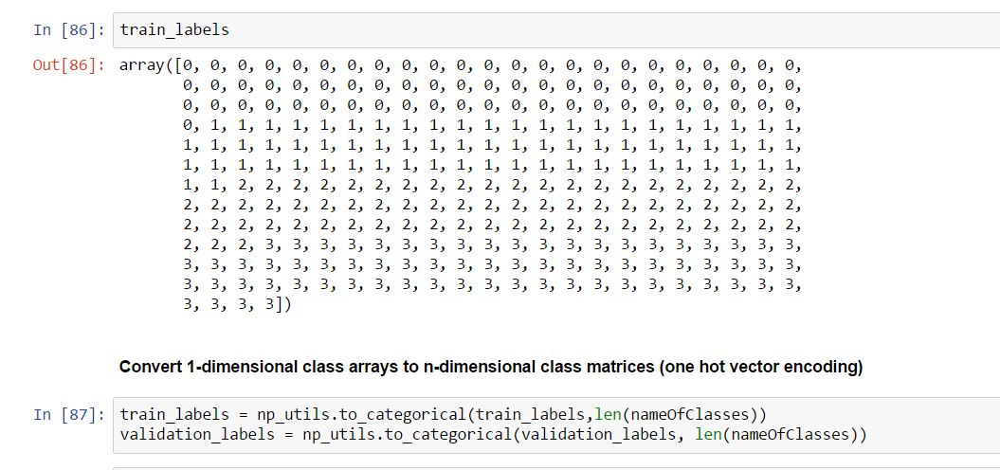 In [86]: train_labels
Out[86]: array([0, 0, 0, 0, 0, 0, 0, 0, 0, 0, 0, 0, 0, 0, 0, 0, 0, 0, 0, 0, 0, 0, 0,
0, 0, 0, 0, 0, 0, 0, 0, 0, 0, 0, 0, 0, 0, 0, 0, 0, 0, 0, 0, 0, 0, 0,
0, 0, 0, 0, 0, 0, 0, 0, 0, 0, 0, 0, 0, 0, 0, 0, 0, 0, 0, 0, 0, 0, 0,
0, 1, 1, 1, 1, 1, 1, 1, 1, 1, 1, 1, 1, 1, 1, 1, 1, 1, 1, 1, 1, 1, 1,
1, 1, 1, 1, 1, 1, 1, 1, 1, 1, 1, 1, 1, 1, 1, 1, 1, 1, 1, 1, 1, 1, 1,
1, 1, 1, 1, 1, 1, 1, 1, 1, 1, 1, 1, 1, 1, 1, 1, 1, 1, 1, 1, 1, 1, 1,
1, 1, 2, 2, 2, 2, 2, 2, 2, 2, 2, 2, 2, 2, 2, 2, 2, 2, 2, 2, 2, 2, 2,
2, 2, 2, 2, 2, 2, 2, 2, 2, 2, 2, 2, 2, 2, 2, 2, 2, 2, 2, 2, 2, 2, 2,
2, 2, 2, 2, 2, 2, 2, 2, 2, 2, 2, 2, 2, 2, 2, 2, 2, 2, 2, 2, 2, 2, 2,
2, 2, 2, 3, 3, 3, 3, 3, 3, 3, 3, 3, 3, 3, 3, 3, 3, 3, 3, 3, 3, 3, 3,
3, 3, 3, 3, 3, 3, 3, 3, 3, 3, 3, 3, 3, 3, 3, 3, 3, 3, 3, 3, 3, 3, 3,
3, 3, 3, 3, 3, 3, 3, 3, 3, 3, 3, 3, 3, 3, 3, 3, 3, 3, 3, 3, 3, 3, 3,
3, 3, 3, 3])
Convert 1-dimensional class arrays to n-dimensional class matrices (one hot vector encoding)
In [87]: train_labels = np_utils.to_categorical(train_labels,len(nameOfClasses))
validation_labels = np_utils.to_categorical(validation_labels, len(nameOfClasses))